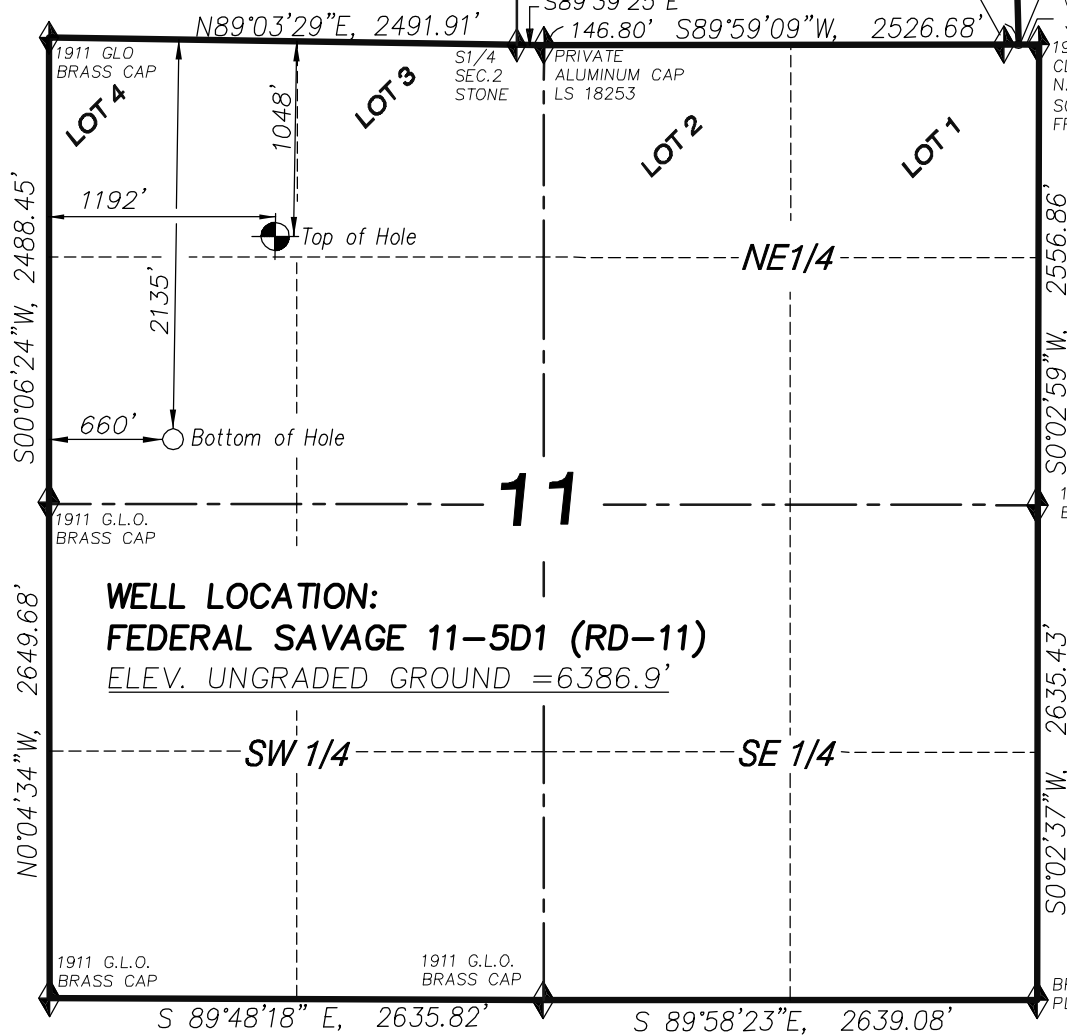 S89°39'25"E
N89°03'29"E, 2491.91'
146.80'
S89°59'09"W, 2526.68'
1911 GLO
BRASS CAP
S1/4
SEC.2
STONE
PRIVATE
ALUMINUM CAP
LS 18253
LOT 4
LOT 3
LOT 2
LOT 1
1048'
1192'
Top of Hole
S00°06'24"W, 2488.45'
2556.86'
S0°02'59"W,
NE1/4
2135'
660'
Bottom of Hole
11
1911 G.L.O.
BRASS CAP
WELL LOCATION:
FEDERAL SAVAGE 11-5D1 (RD-11)
ELEV. UNGRADED GROUND =6386.9'
N0°04'34"W, 2649.68'
S0°02'37"W, 2635.43'
SW 1/4
SE 1/4
1911 G.L.O.
BRASS CAP
1911 G.L.O.
BRASS CAP
S 89°48'18" E, 2635.82'
S 89°58'23"E, 2639.08'